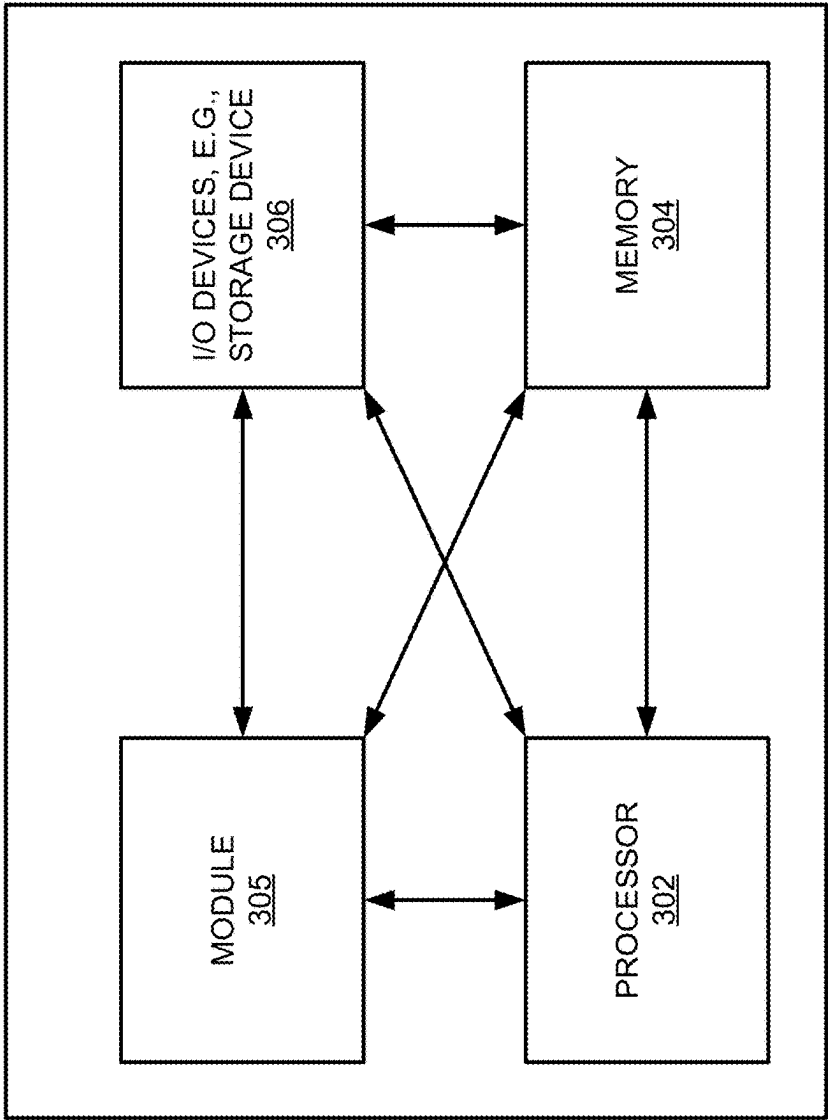 MODULE
305
I/O DEVICES, E.G.,
STORAGE DEVICE
306
PROCESSOR
302
MEMORY
304